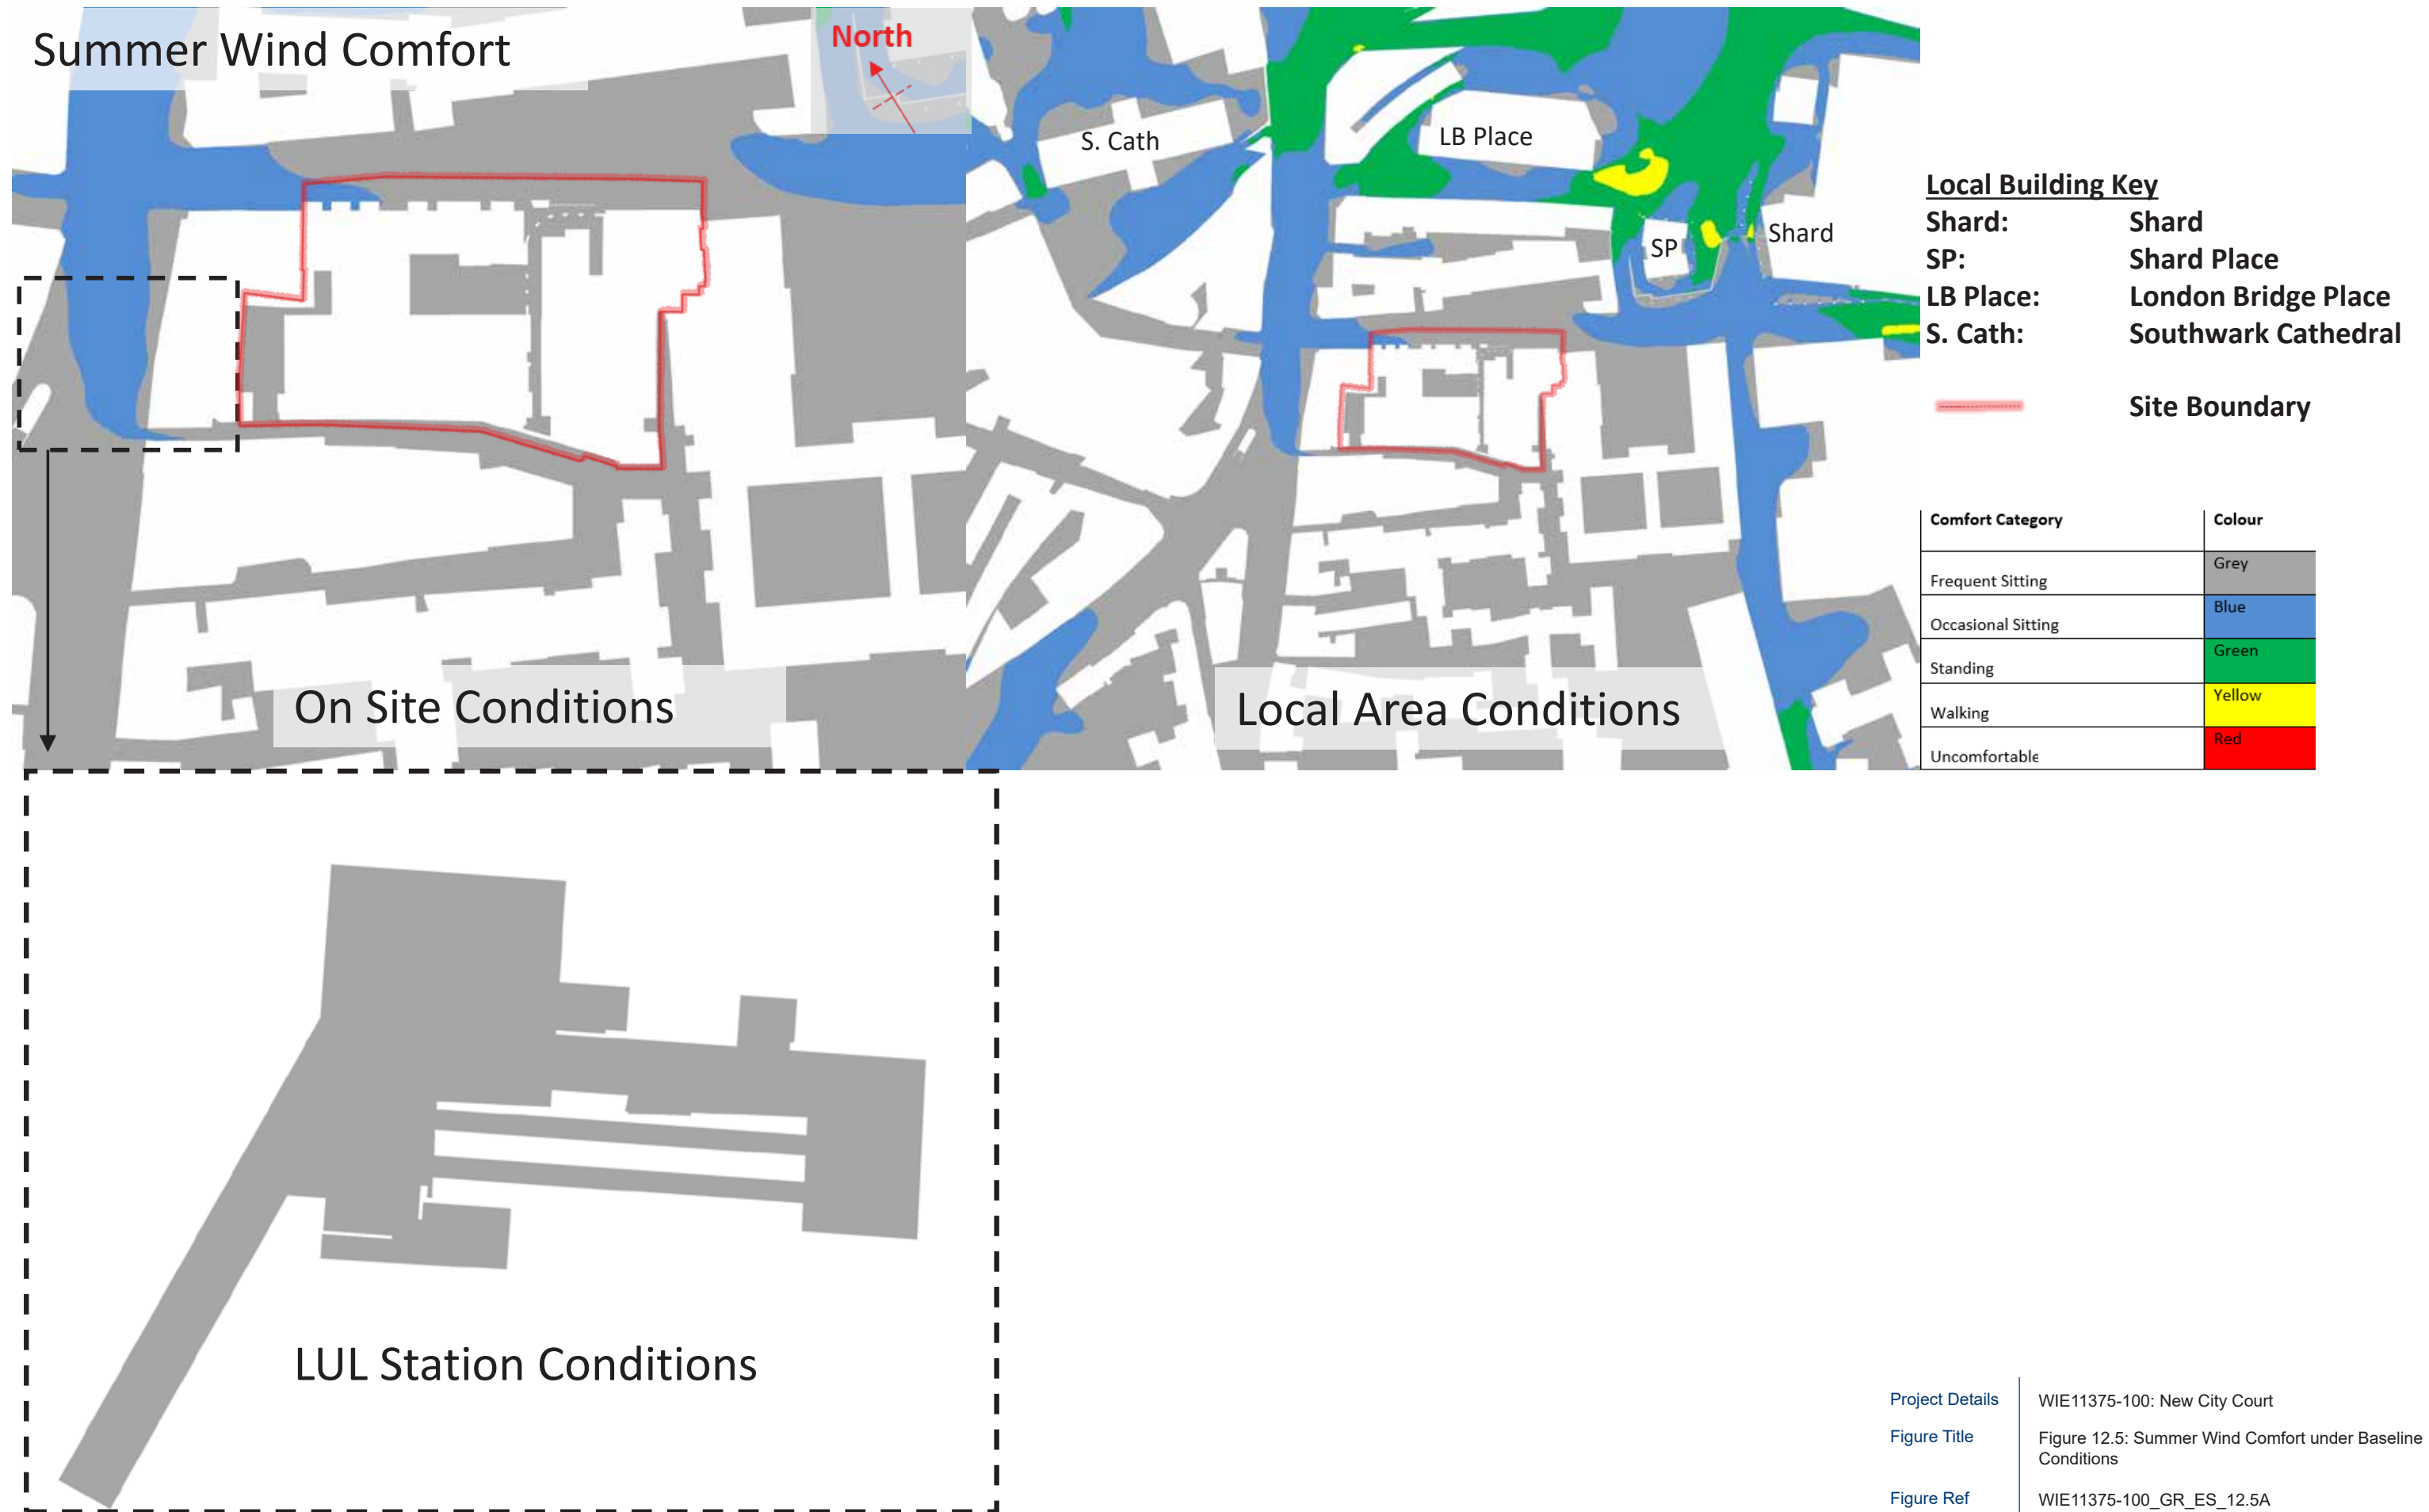 Summer Wind Comfort
North
S. Cath
LB Place
SP
Shard
On Site Conditions
Local Area Conditions
Local Building Key
Shard: Shard
SP: Shard Place
LB Place: London Bridge Place
S. Cath: Southwark Cathedral
Site Boundary
Comfort Category Colour
Frequent Sitting Grey
Occasional Sitting Blue
Standing Green
Walking Yellow
Uncomfortable Red
LUL Station Conditions
Project Details WIE11375-100: New City Court
Figure Title Figure 12.5: Summer Wind Comfort under Baseline
Conditions
Figure Ref WIE11375-100_GR_ES_12.5A